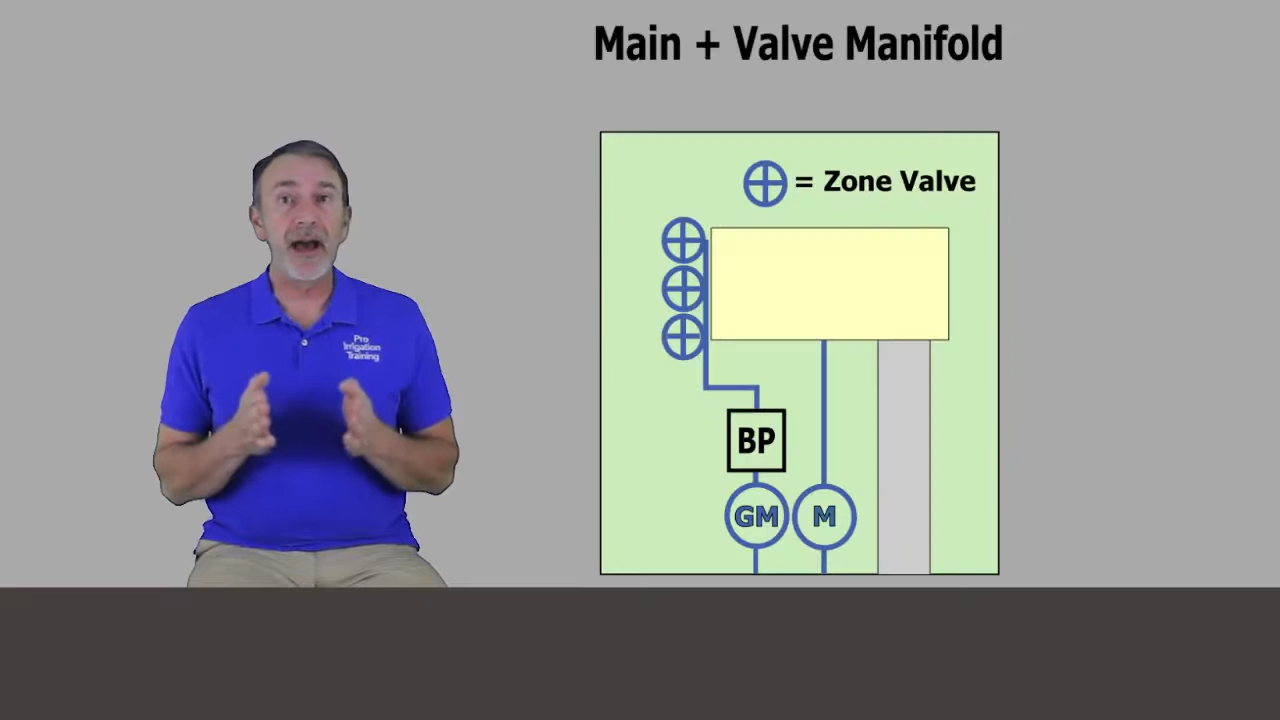 Main + Valve Manifold
= Zone Valve
Pro
Irrigation
Training
BP
GM
M